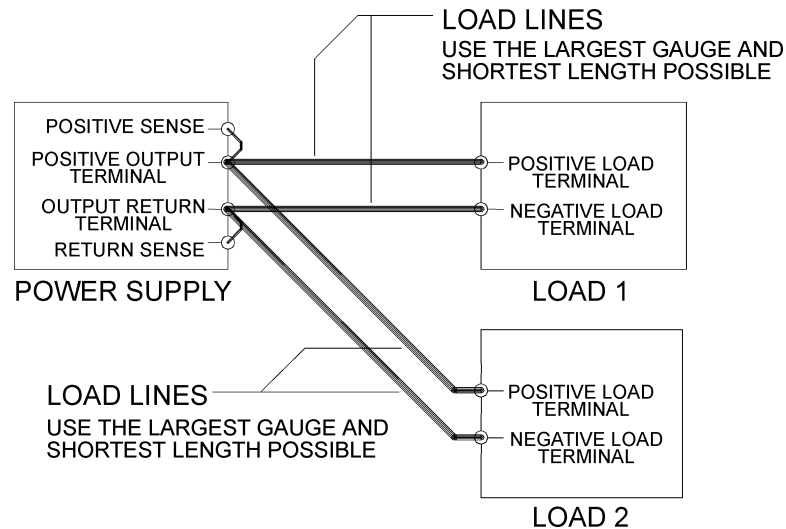 LOAD LINES
USE THE LARGEST GAUGE AND
SHORTEST LENGTH POSSIBLE
POSITIVE SENSE
POSITIVE OUTPUT
TERMINAL
OUTPUT RETURN
TERMINAL
RETURN SENSE
POWER SUPPLY
POSITIVE LOAD
TERMINAL
NEGATIVE LOAD
TERMINAL
LOAD 1
LOAD LINES
USE THE LARGEST GAUGE AND
SHORTEST LENGTH POSSIBLE
POSITIVE LOAD
TERMINAL
NEGATIVE LOAD
TERMINAL
LOAD 2